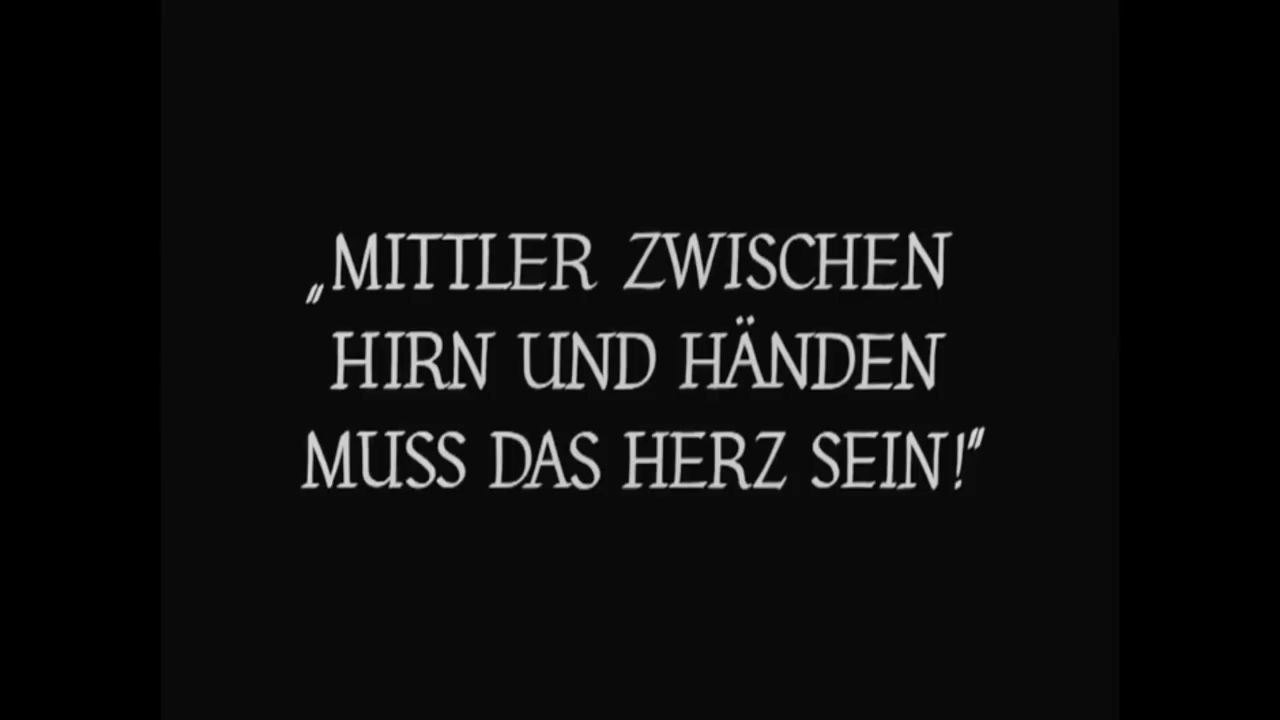 „MITTLER ZWISCHEN
HIRN UND HÄNDEN
MUSS DAS HERZ SEIN!“